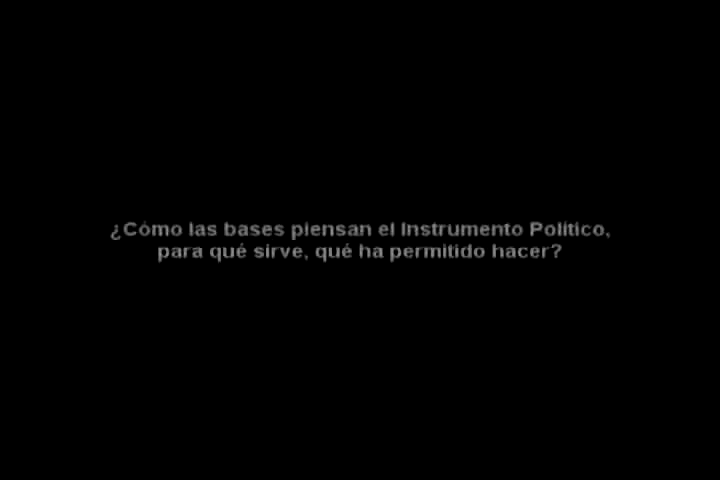 ¿Cómo las bases piensan el Instrumento Político,
para qué sirve, qué ha permitido hacer?